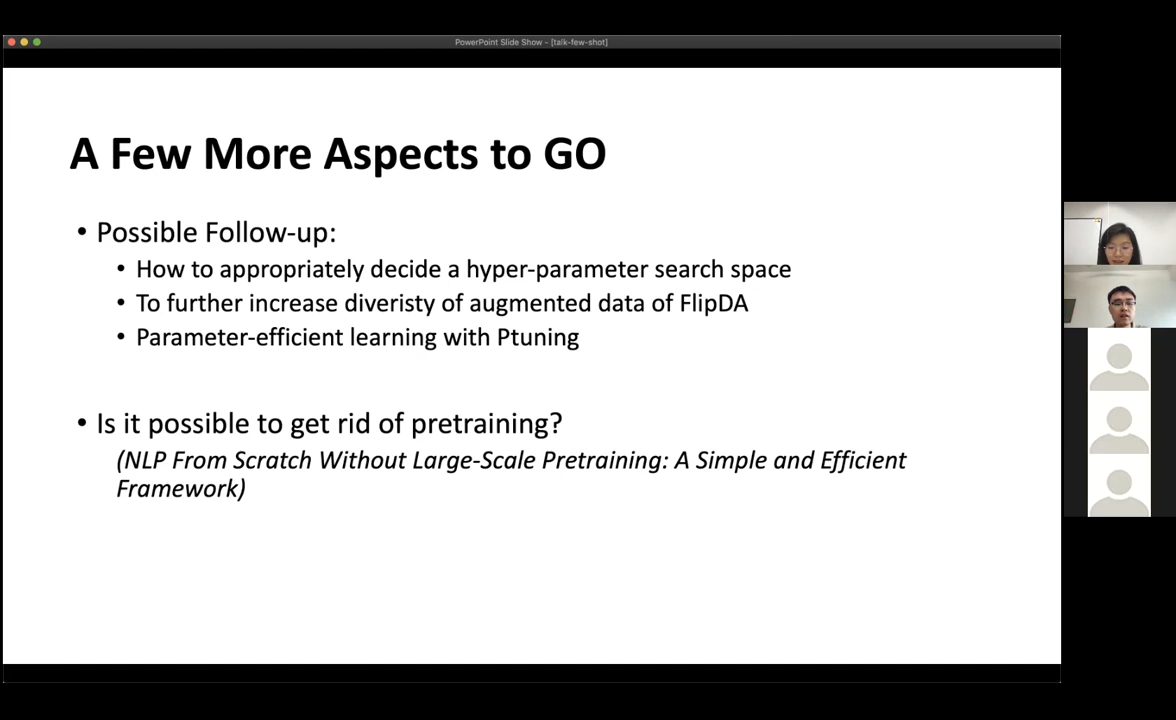 PowerPoint Slide Show - [talk-few-shot]
A Few More Aspects to GO
• Possible Follow-up:
• How to appropriately decide a hyper-parameter search space
• To further increase diveristy of augmented data of FlipDA
• Parameter-efficient learning with Ptuning
• Is it possible to get rid of pretraining?
(NLP From Scratch Without Large-Scale Pretraining: A Simple and Efficient
Framework)